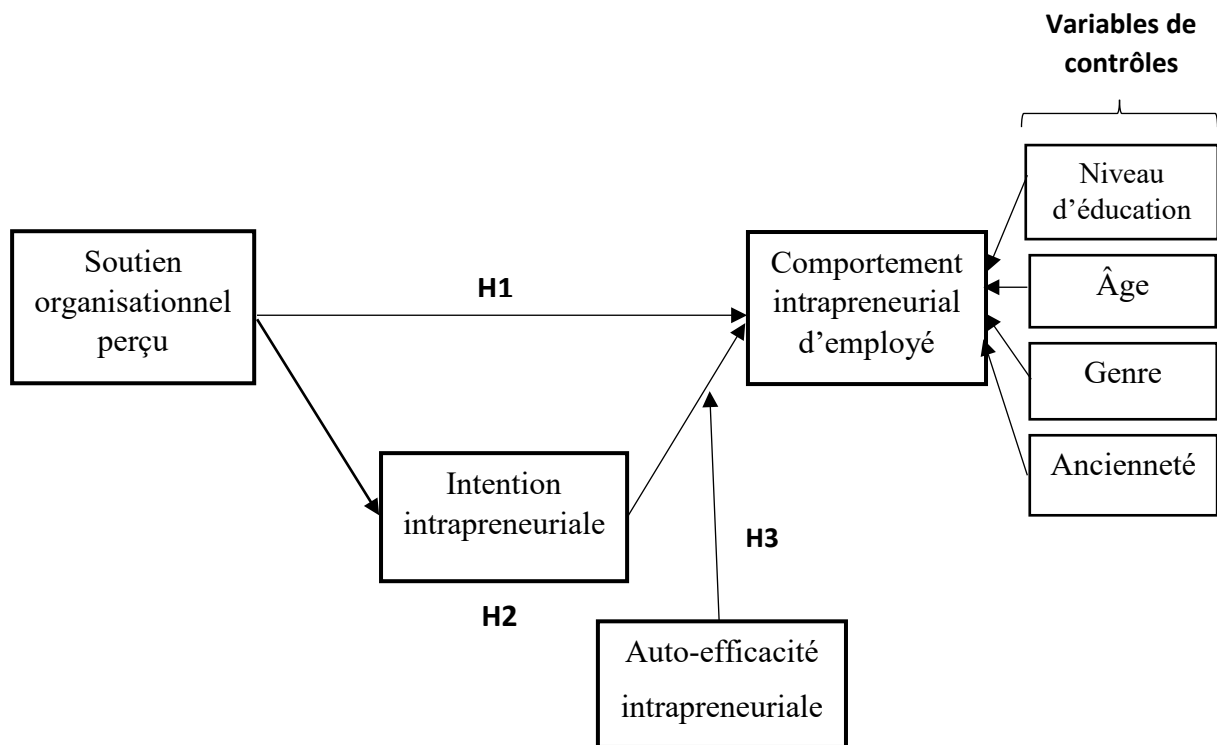 Variables de
contrôles
Niveau
d’éducation
Soutien
organisationnel
perçu
H1
Comportement
intrapreneurial
d’employé
Âge
Genre
Ancienneté
Intention
intrapreneuriale
H2
H3
Auto-efficacité
intrapreneuriale